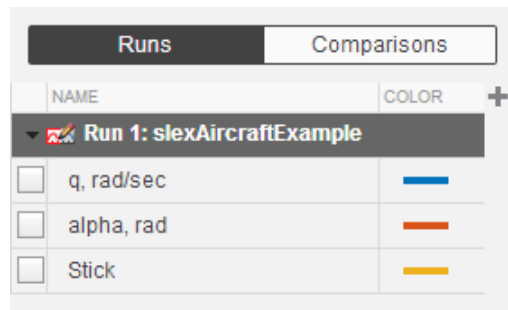 Runs Comparisons
NAME COLOR
Run 1: slexAircraftExample
q, rad/sec
alpha, rad
Stick